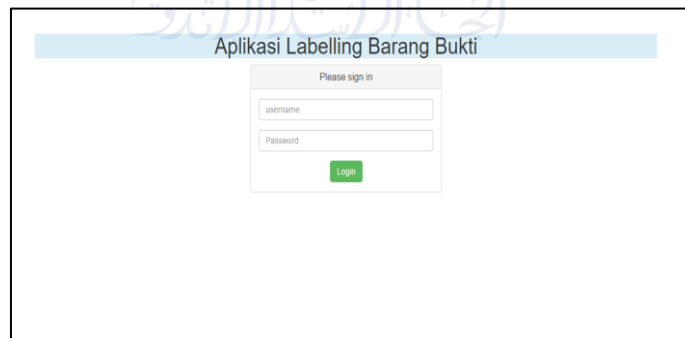 Aplikasi Labelling Barang Bukti
Please sign in
username
Password
Login